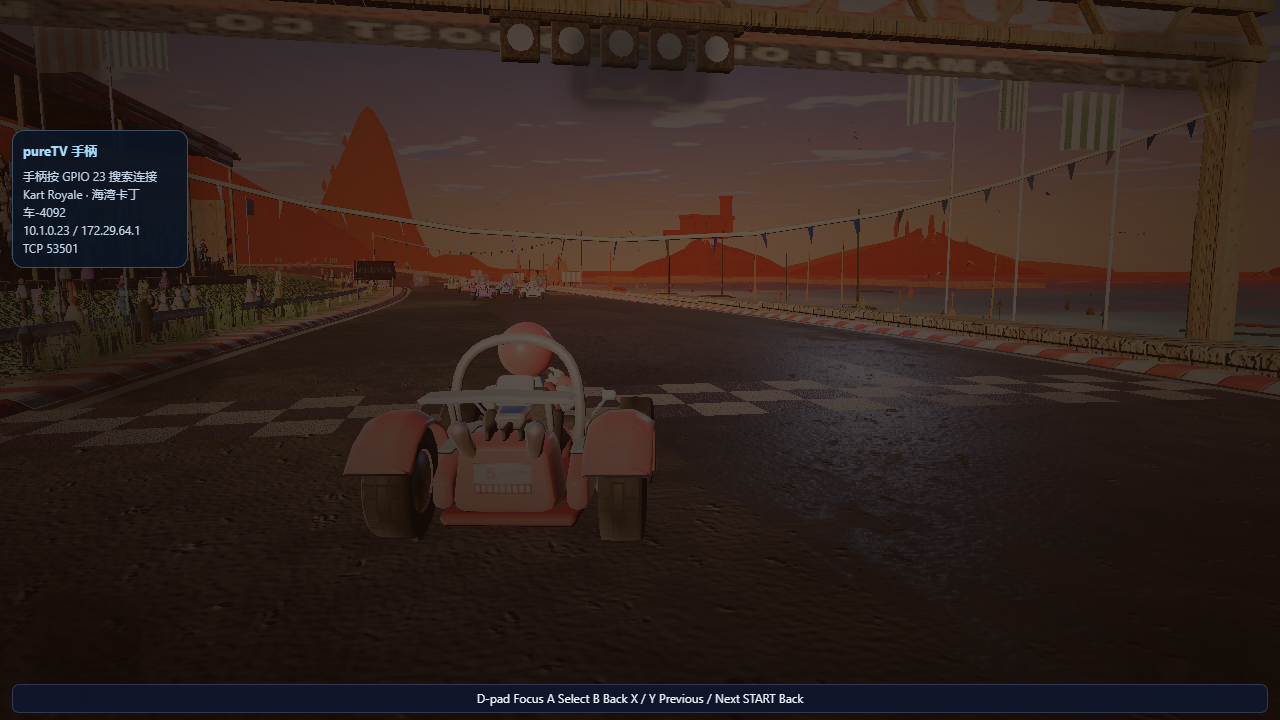 pureTV 手柄
手柄按 GPIO 23 搜索连接
Kart Royale · 海湾卡丁
车-4092
10.1.0.23 / 172.29.64.1
TCP 53501
D-pad Focus A Select B Back X / Y Previous / Next START Back